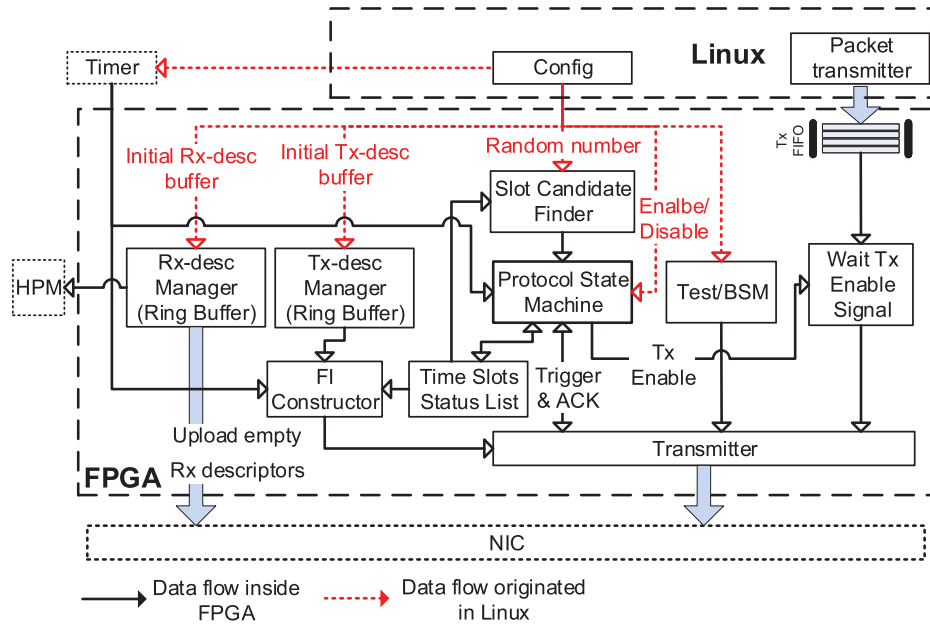 Timer
Config
Linux
Packet
transmitter
Tx
FIFO
Initial Rx-desc
buffer
Initial Tx-desc
buffer
Random number
Slot Candidate
Finder
Enalbe/
Disable
HPM
Rx-desc
Manager
(Ring Buffer)
Tx-desc
Manager
(Ring Buffer)
Protocol State
Machine
Test/BSM
Wait Tx
Enable
Signal
FI
Constructor
Time Slots
Status List
Trigger
& ACK
Tx
Enable
Upload empty
Rx descriptors
Transmitter
FPGA
NIC
Data flow inside
FPGA
Data flow originated
in Linux